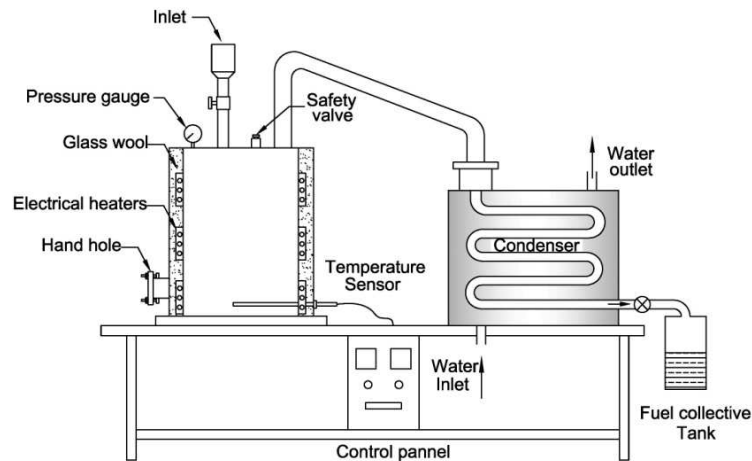 Inlet
Pressure gauge
Safety
valve
Glass wool
Water
outlet
Electrical heaters
Hand hole
Condenser
Temperature
Sensor
Water
Inlet
Fuel collective
Tank
Control pannel